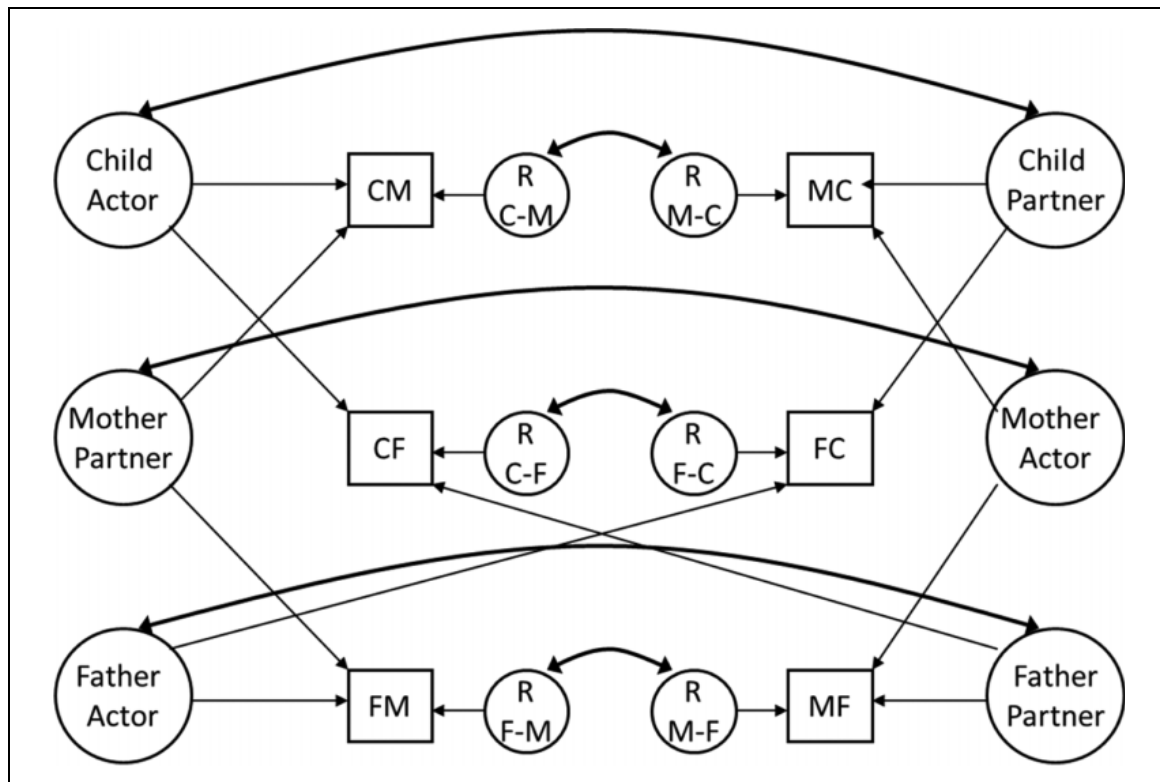 Child
Actor
CM
R
C-M
R
M-C
MC
Child
Partner
Mother
Partner
CF
R
C-F
R
F-C
FC
Mother
Actor
Father
Actor
FM
R
F-M
R
M-F
MF
Father
Partner